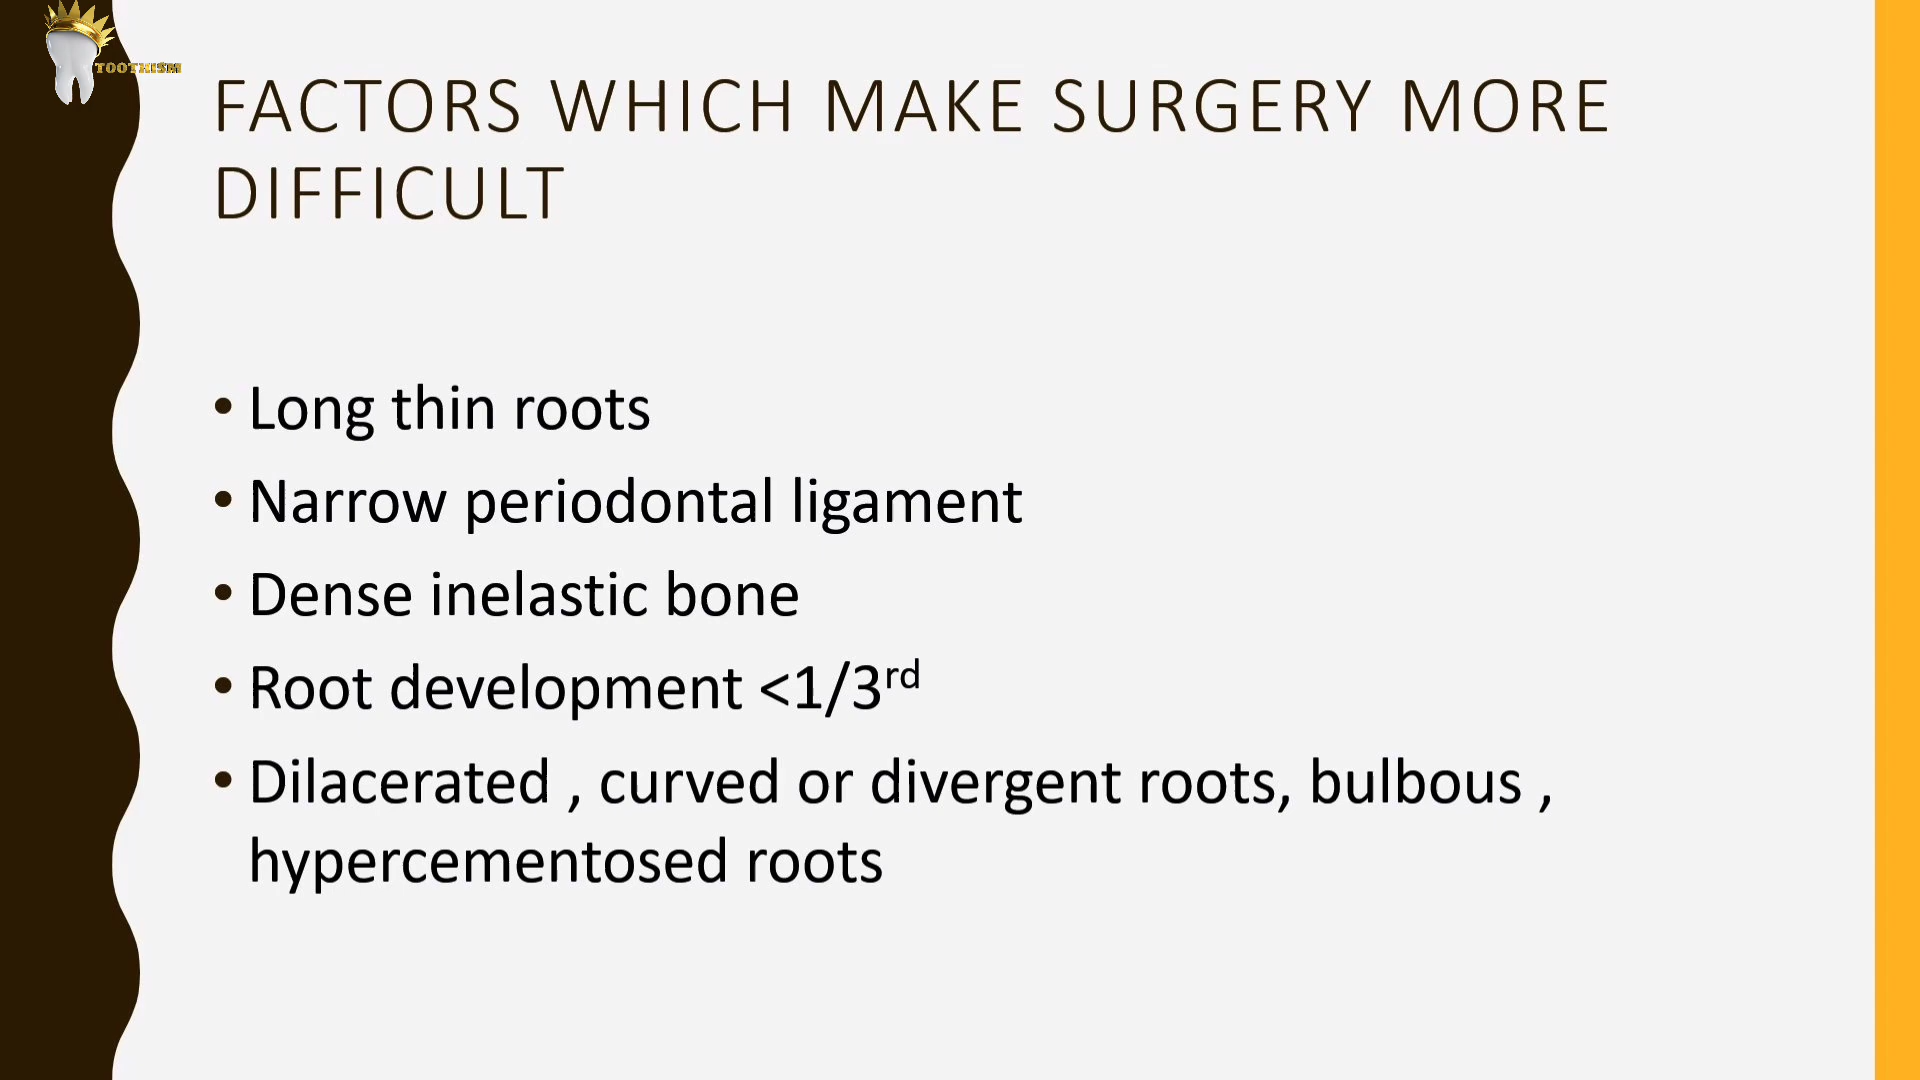 TOOTHISM
FACTORS WHICH MAKE SURGERY MORE
DIFFICULT
• Long thin roots
• Narrow periodontal ligament
• Dense inelastic bone
• Root development <1/3rd
• Dilacerated , curved or divergent roots, bulbous ,
hypercementosed roots